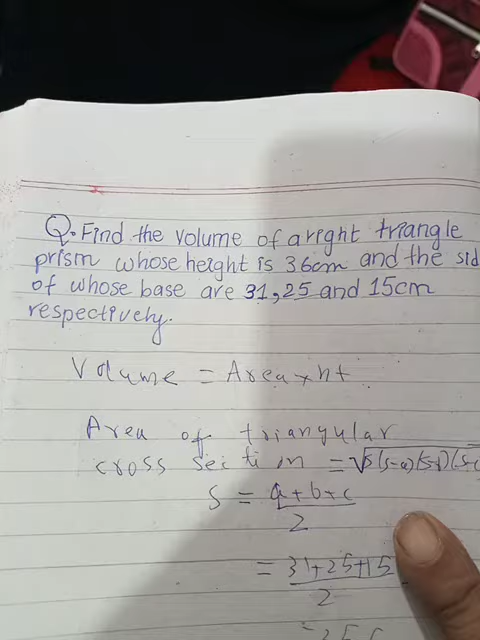 Q. Find the volume of a right triangle
prism whose height is 36cm and the sid
of whose base are 31, 25 and 15cm
respectively.
Volume = Area x ht
Area of triangular
cross section = √s(s-a)(s-b)(s-c
s = a+b+c
2
= 31+25+15
2